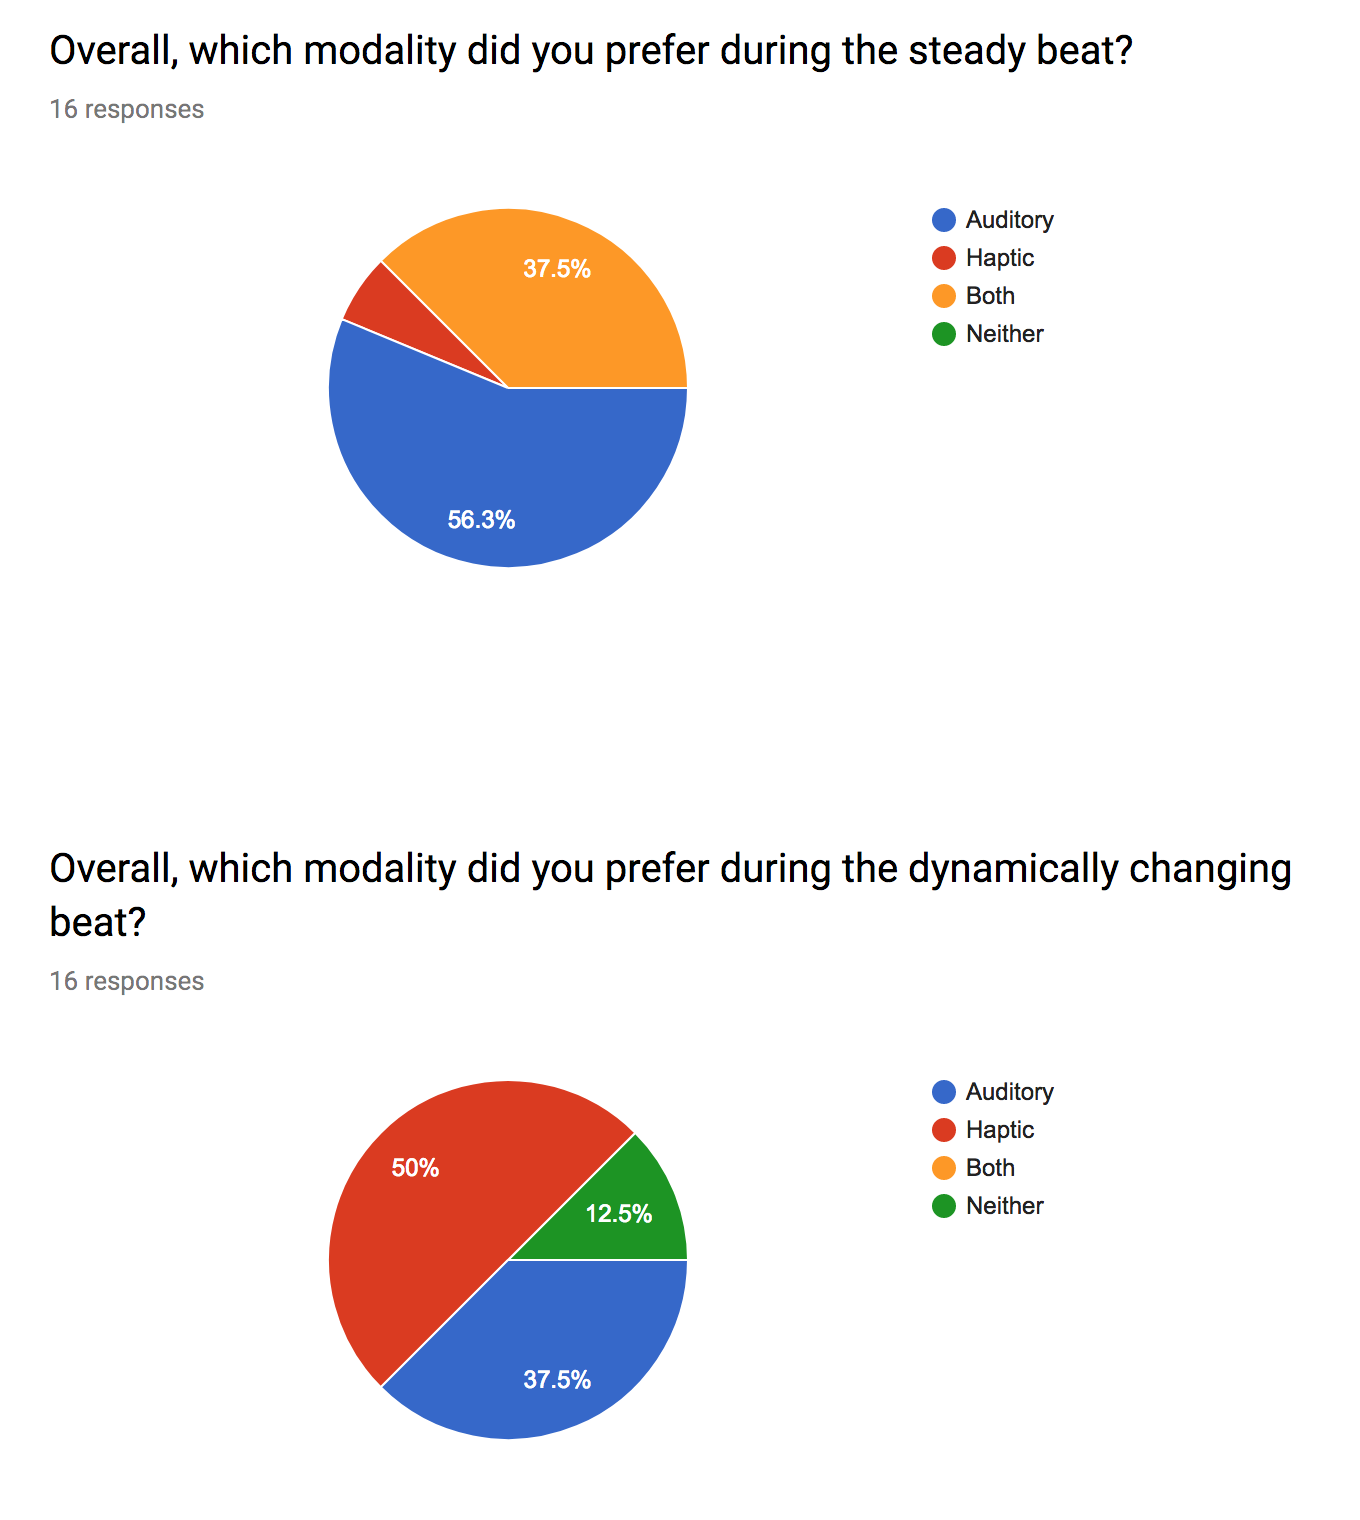 Overall, which modality did you prefer during the steady beat?
16 responses
37.5%
56.3%
Auditory
Haptic
Both
Neither
Overall, which modality did you prefer during the dynamically changing
beat?
16 responses
50%
12.5%
37.5%
Auditory
Haptic
Both
Neither